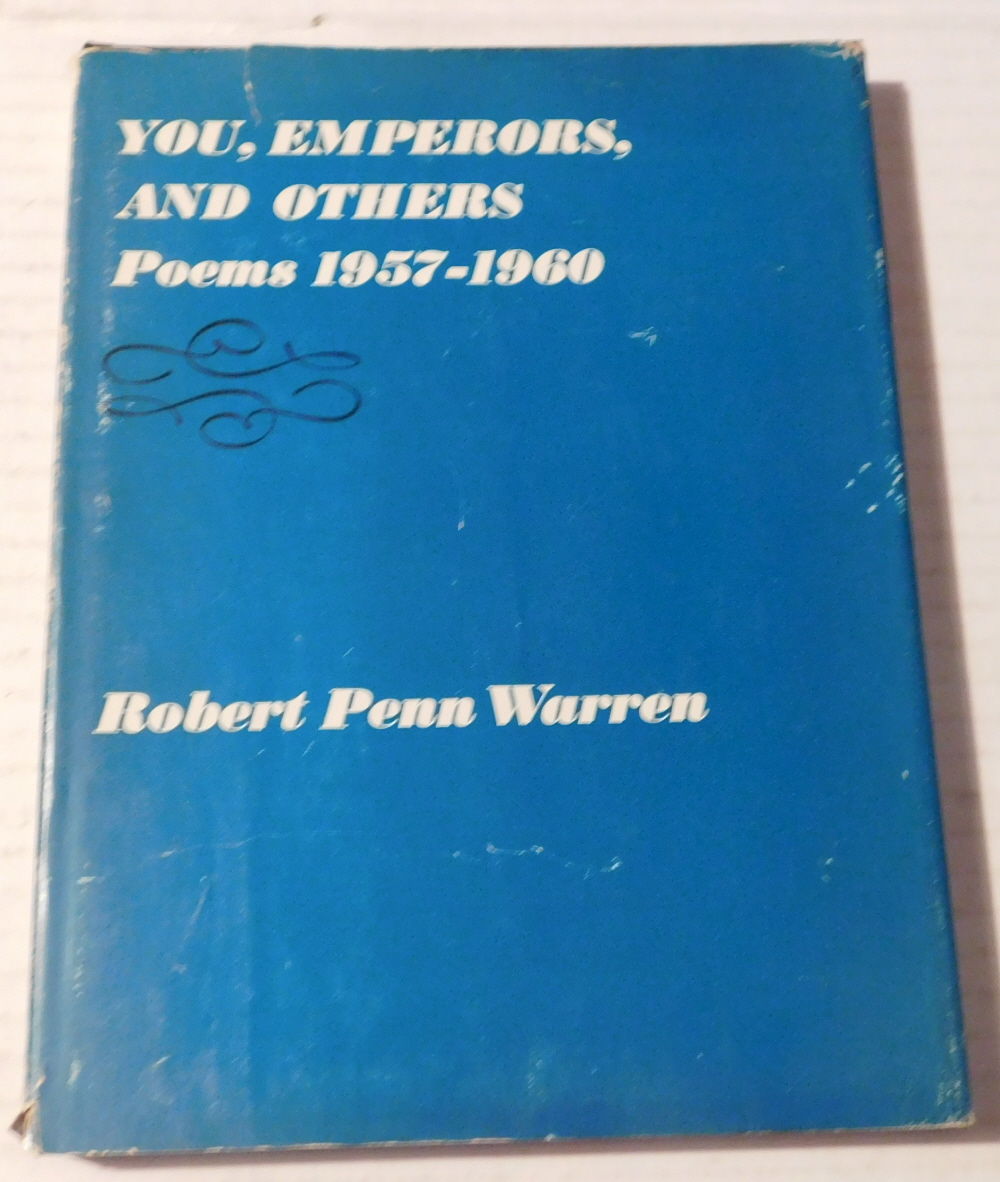 YOU, EMPERORS,
AND OTHERS
Poems 1957-1960
Robert Penn Warren